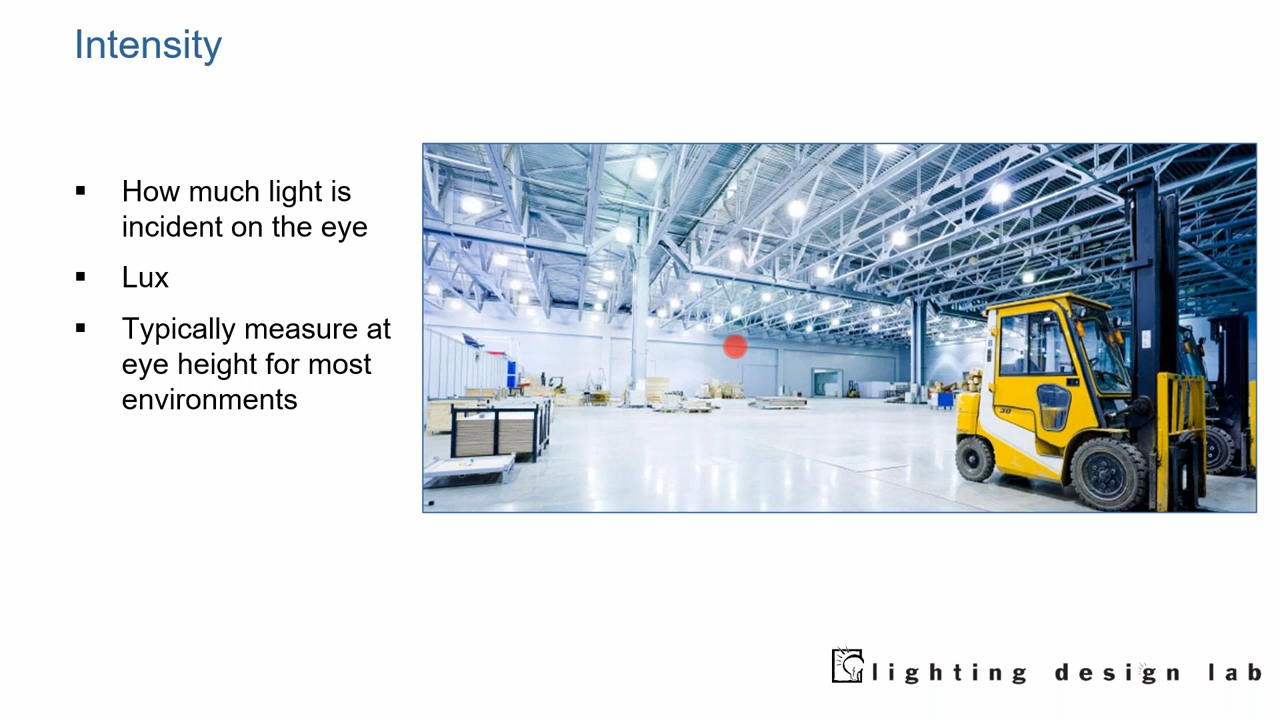 Intensity
▪ How much light is
incident on the eye
▪ Lux
▪ Typically measure at
eye height for most
environments
30
lighting design lab